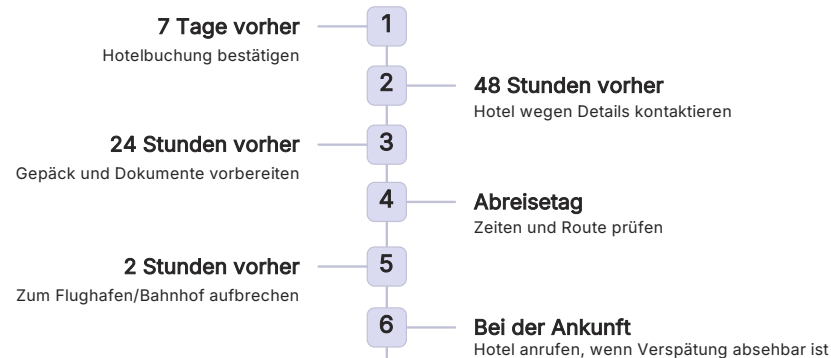 1
7 Tage vorher
Hotelbuchung bestätigen
2
48 Stunden vorher
Hotel wegen Details kontaktieren
3
24 Stunden vorher
Gepäck und Dokumente vorbereiten
4
Abreisetag
Zeiten und Route prüfen
5
2 Stunden vorher
Zum Flughafen/Bahnhof aufbrechen
6
Bei der Ankunft
Hotel anrufen, wenn Verspätung absehbar ist